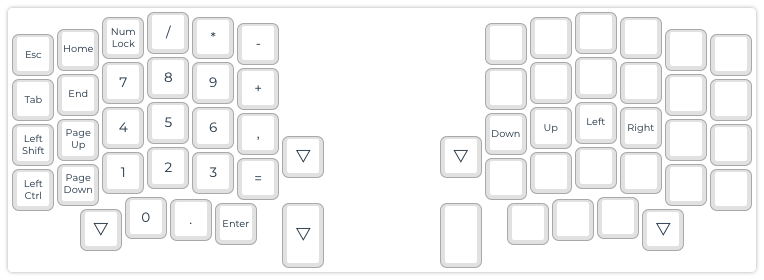 Esc
Home
Num
Lock
/
*
-
Tab
End
7
8
9
+
Left
Shift
Page
Up
4
5
6
,
▽
Left
Ctrl
Page
Down
1
2
3
=
▽
0
.
Enter
▽
Down
Up
Left
Right
▽
▽